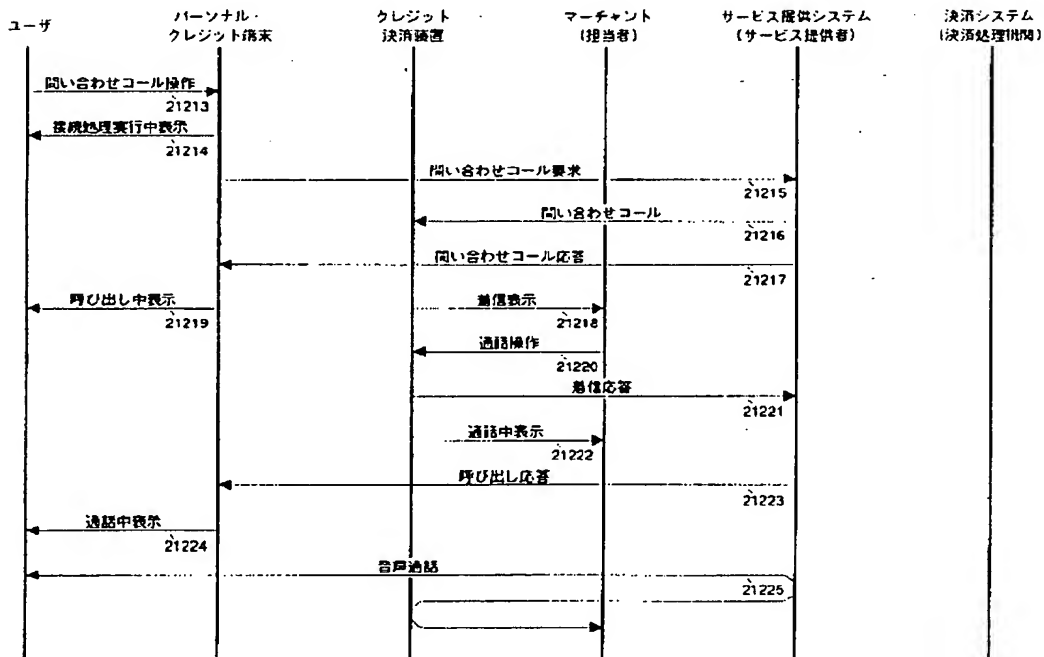 ユーザ
パーソナル・
クレジット端末
クレジット
決済装置
マーチャント
(担当者)
サービス提供システム
(サービス提供者)
決済システム
(決済処理機関)
問い合わせコール操作
21213
接続処理実行中表示
21214
問い合わせコール要求
21215
問い合わせコール
21216
問い合わせコール応答
21217
呼び出し中表示
21219
着信表示
21218
通話操作
21220
着信応答
21221
通話中表示
21222
呼び出し応答
21223
通話中表示
21224
音声通話
21225